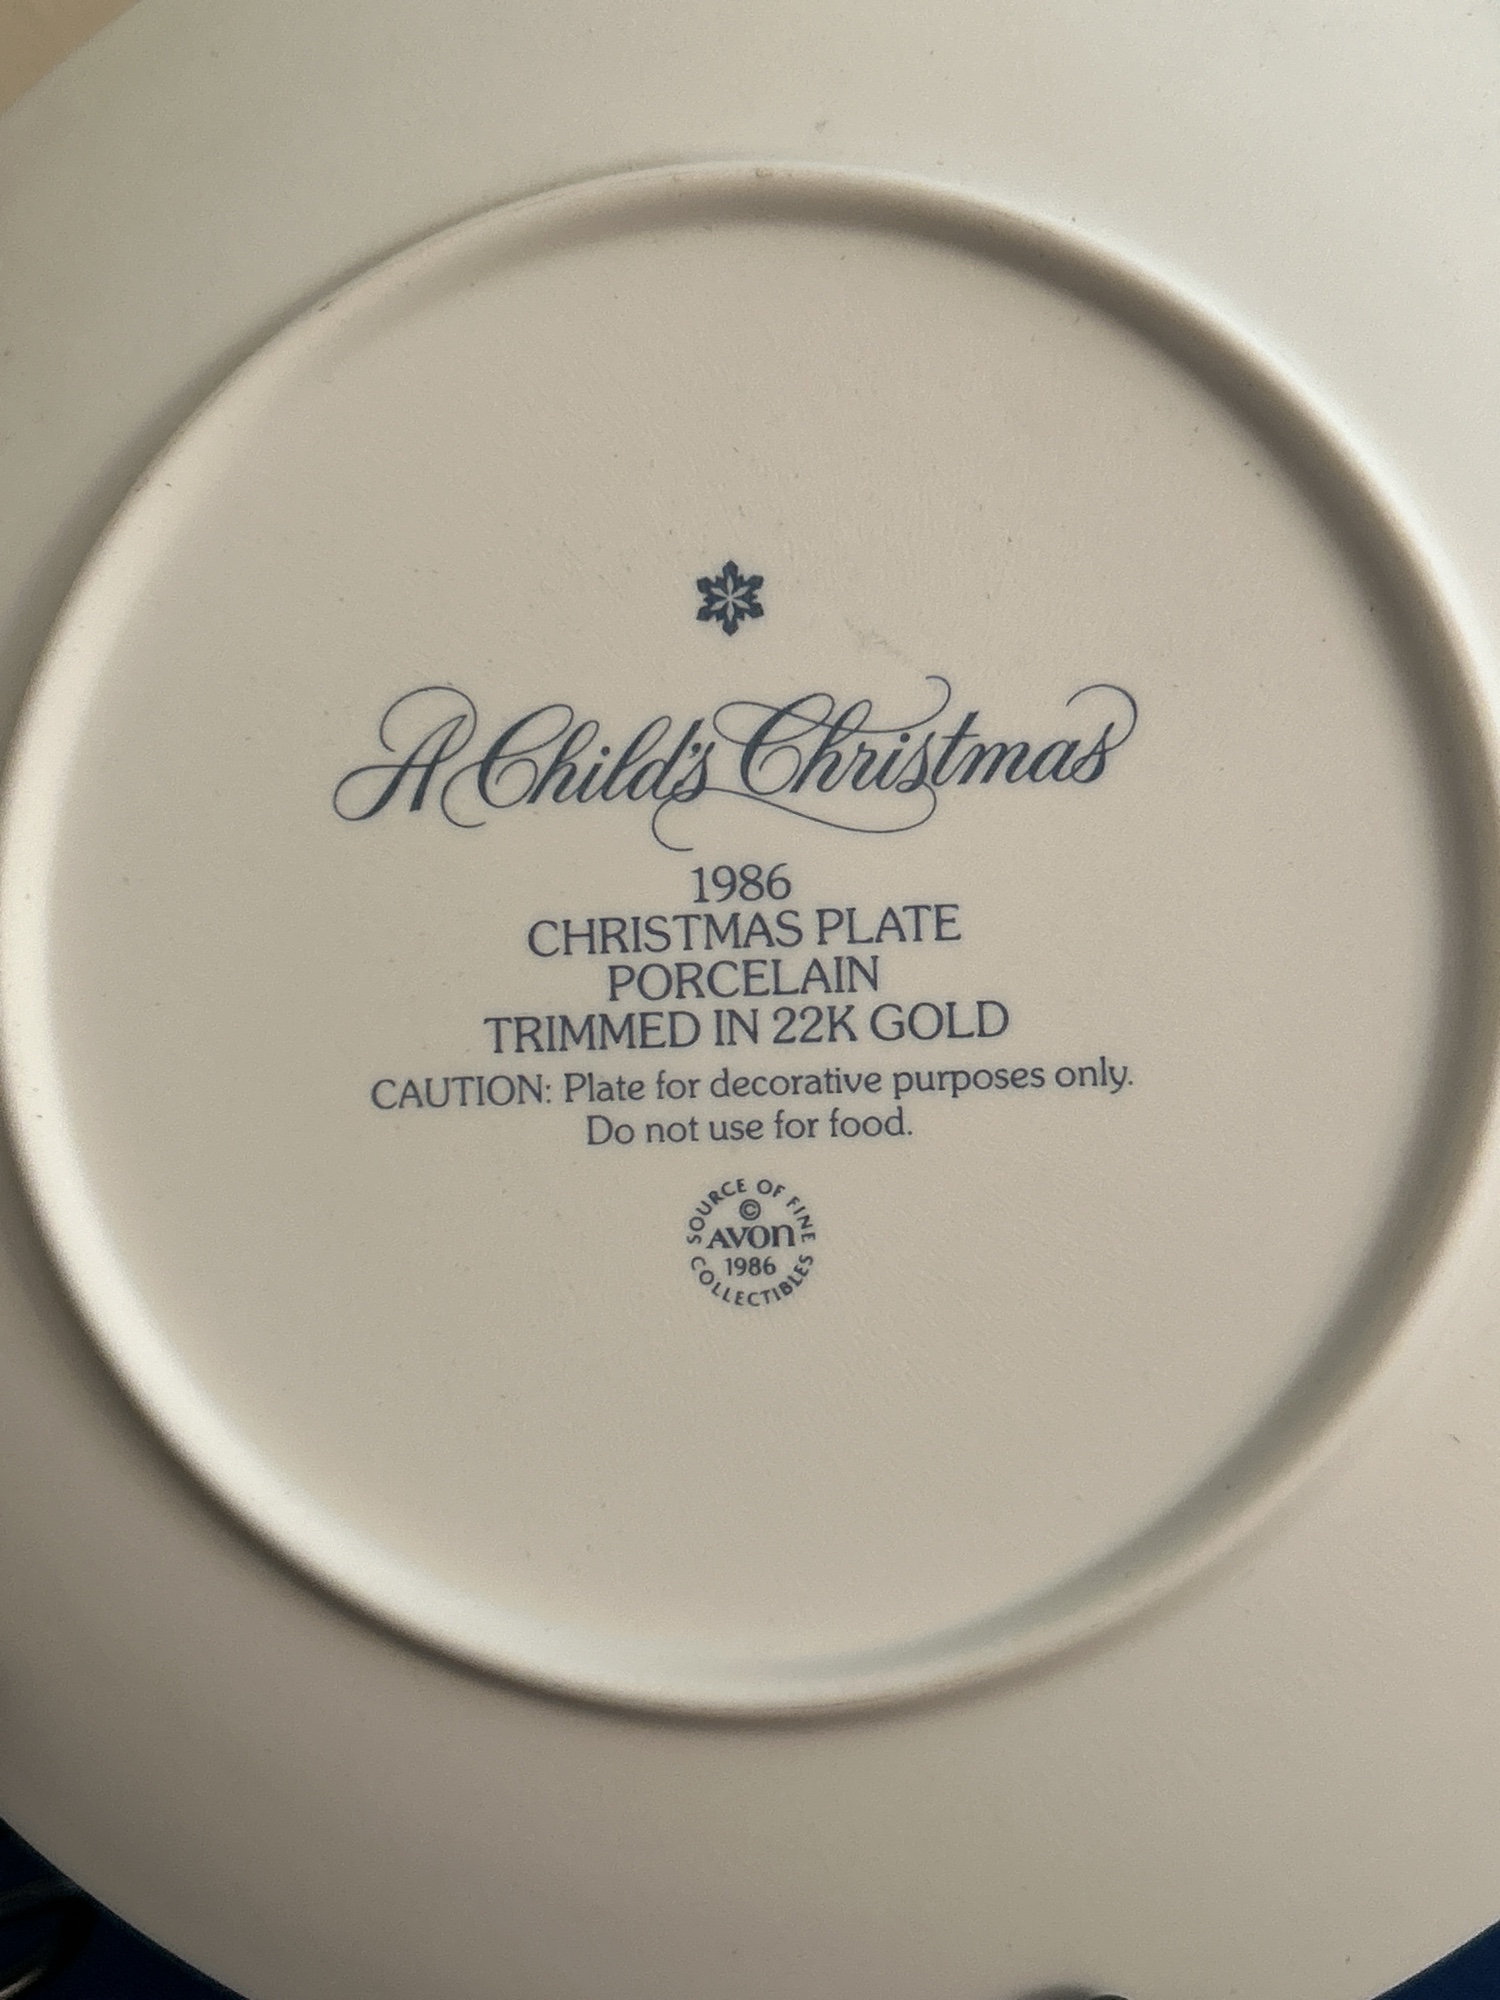 A Child's Christmas
1986
CHRISTMAS PLATE
PORCELAIN
TRIMMED IN 22K GOLD
CAUTION: Plate for decorative purposes only.
Do not use for food.
SOURCE OF FINE
©
AVON
1986
COLLECTIBLES